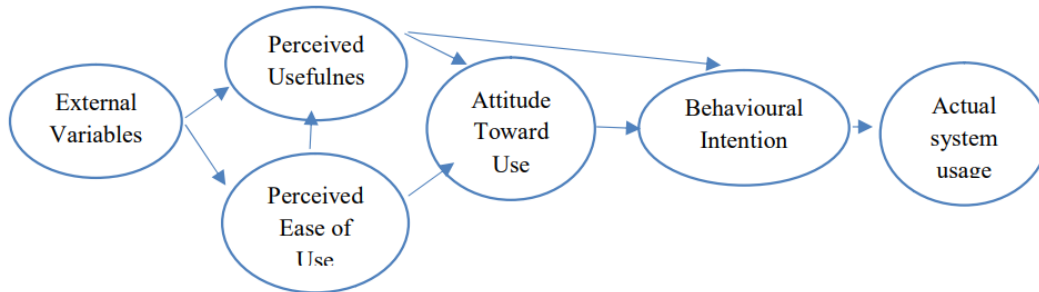 External
Variables
Perceived
Usefulnes
Perceived
Ease of
Use
Attitude
Toward
Use
Behavioural
Intention
Actual
system
usage